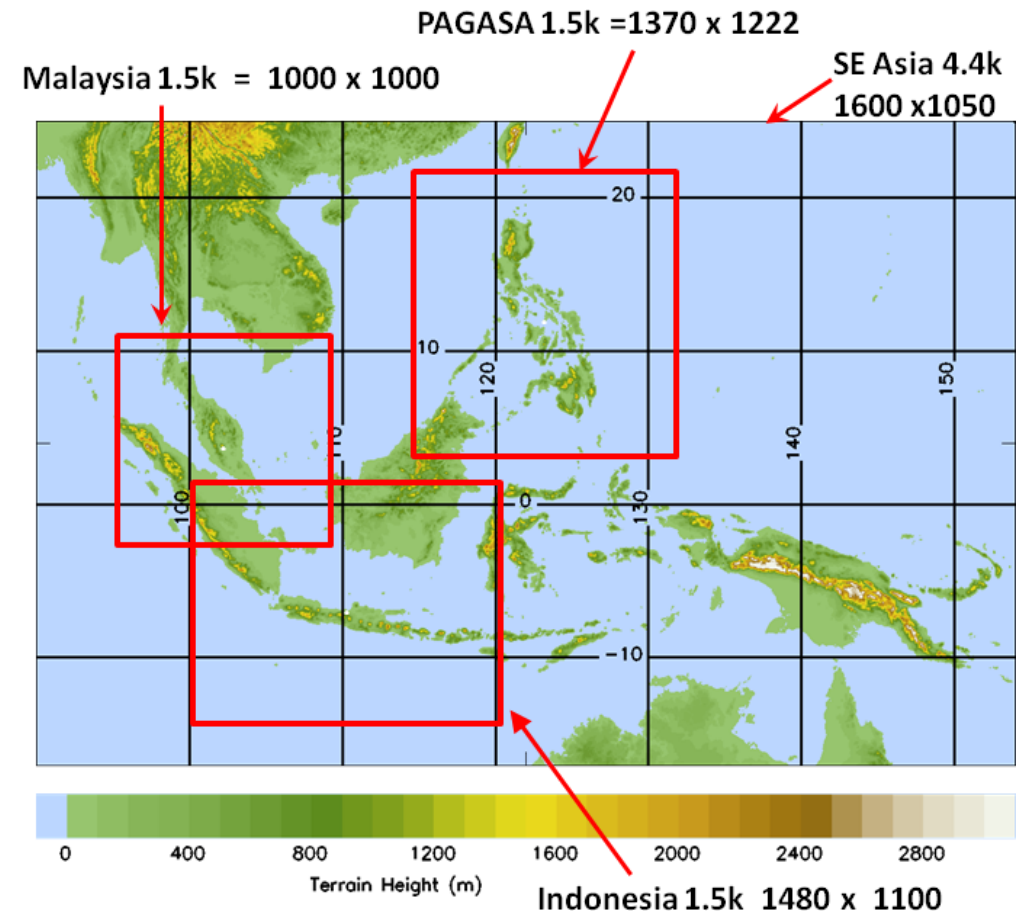 PAGASA 1.5k =1370 x 1222
Malaysia 1.5k = 1000 x 1000
SE Asia 4.4k
1600 x1050
20
10
120
150
110
140
100
0
130
-10
0 400 800 1200 1600 2000 2400 2800
Terrain Height (m)
Indonesia 1.5k 1480 x 1100